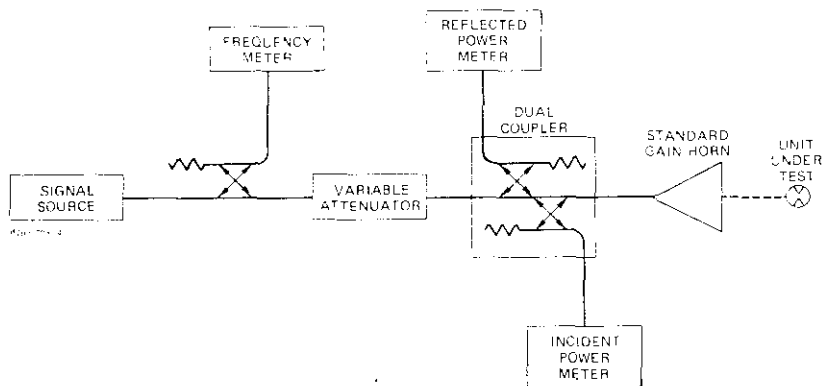 FREQUENCY
METER
REFLECTED
POWER
METER
DUAL
COUPLER
STANDARD
GAIN HORN
UNIT
UNDER
TEST
SIGNAL
SOURCE
VARIABLE
ATTENUATOR
INCIDENT
POWER
METER